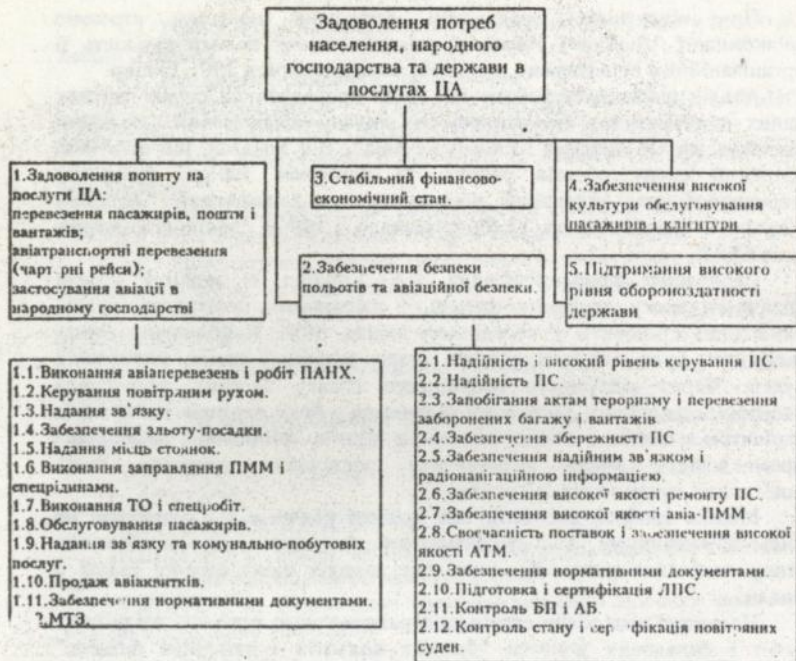 Задоволення потреб
населення, народного
господарства та держави в
послугах ЦА
1.Задоволення попиту на
послуги ЦА:
перевезення пасажирів, пошти і
вантажів;
авіатранспортні перевезення
(чарт рні рейси);
застосування авіації в
народному господарстві
3.Стабільний фінансово-
економічний стан.
4.Забезпечення високої
культури обслуговування
пасажирів і клієнтури
2.Забезпечення безпеки
польотів та авіаційної безпеки.
5.Підтримання високого
рівня обороноздатності
держави
1.1.Виконання авіаперевезень і робіт ПАНХ.
1.2.Керування повітряним рухом.
1.3.Надання зв'язку.
1.4.Забезпечення зльоту-посадки.
1.5.Надання місць стоянок.
1.6.Виконання заправляння ПММ і
спецрідинами.
1.7.Виконання ТО і спецробіт.
1.8.Обслуговування пасажирів.
1.9.Надання зв'язку та комунально-побутових
послуг.
1.10.Продаж авіаквитків.
1.11.Забезпечення нормативними документами.
2.МТЗ.
2.1.Надійність і високий рівень керування ПС.
2.2.Надійність ПС.
2.3.Запобігання актам тероризму і перевезення
заборонених багажу і вантажів
2.4.Забезпечення збережності ПС
2.5.Забезпечення надійним зв'язком і
радіонавігаційною інформацією.
2.6.Забезпечення високої якості ремонту ПС.
2.7.Забезпечення високої якості авіа-ПММ.
2.8.Своєчасність поставок і забезпечення високої
якості АТМ.
2.9.Забезпечення нормативними документами.
2.10.Підготовка і сертифікація ЛПС.
2.11.Контроль БП і АБ.
2.12.Контроль стану і сертифікація повітряних
суден.